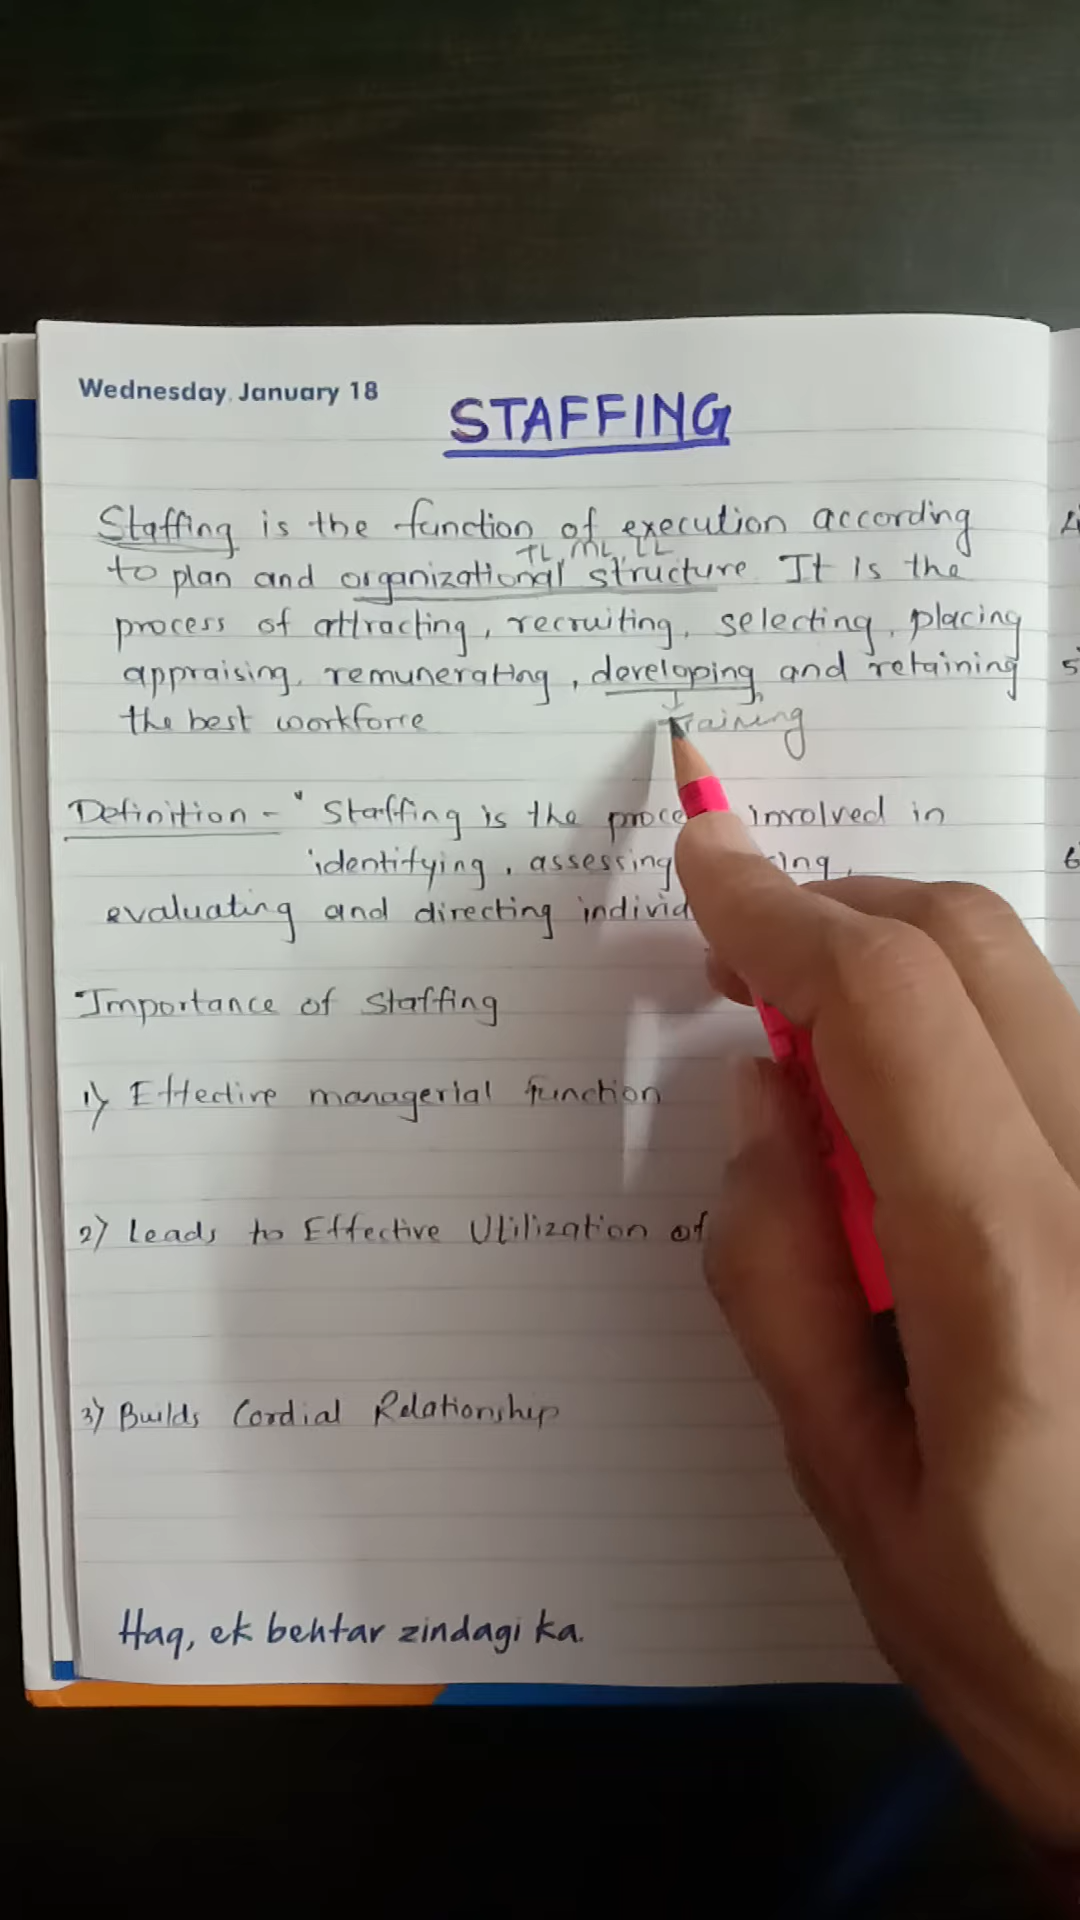 Wednesday, January 18
STAFFING
Staffing is the function of execution according
TL, ML, LL
to plan and organizational structure. It is the
process of attracting, recruiting, selecting, placing
appraising, remunerating, developing and retaining
the best workforce
Training
Definition - " Staffing is the process involved in
identifying, assessing
evaluating and directing
Importance of Staffing
1) Effective managerial function
2) Leads to Effective Utilization of
3) Builds Cordial Relationship
Haq, ek behtar zindagi ka.
5
6